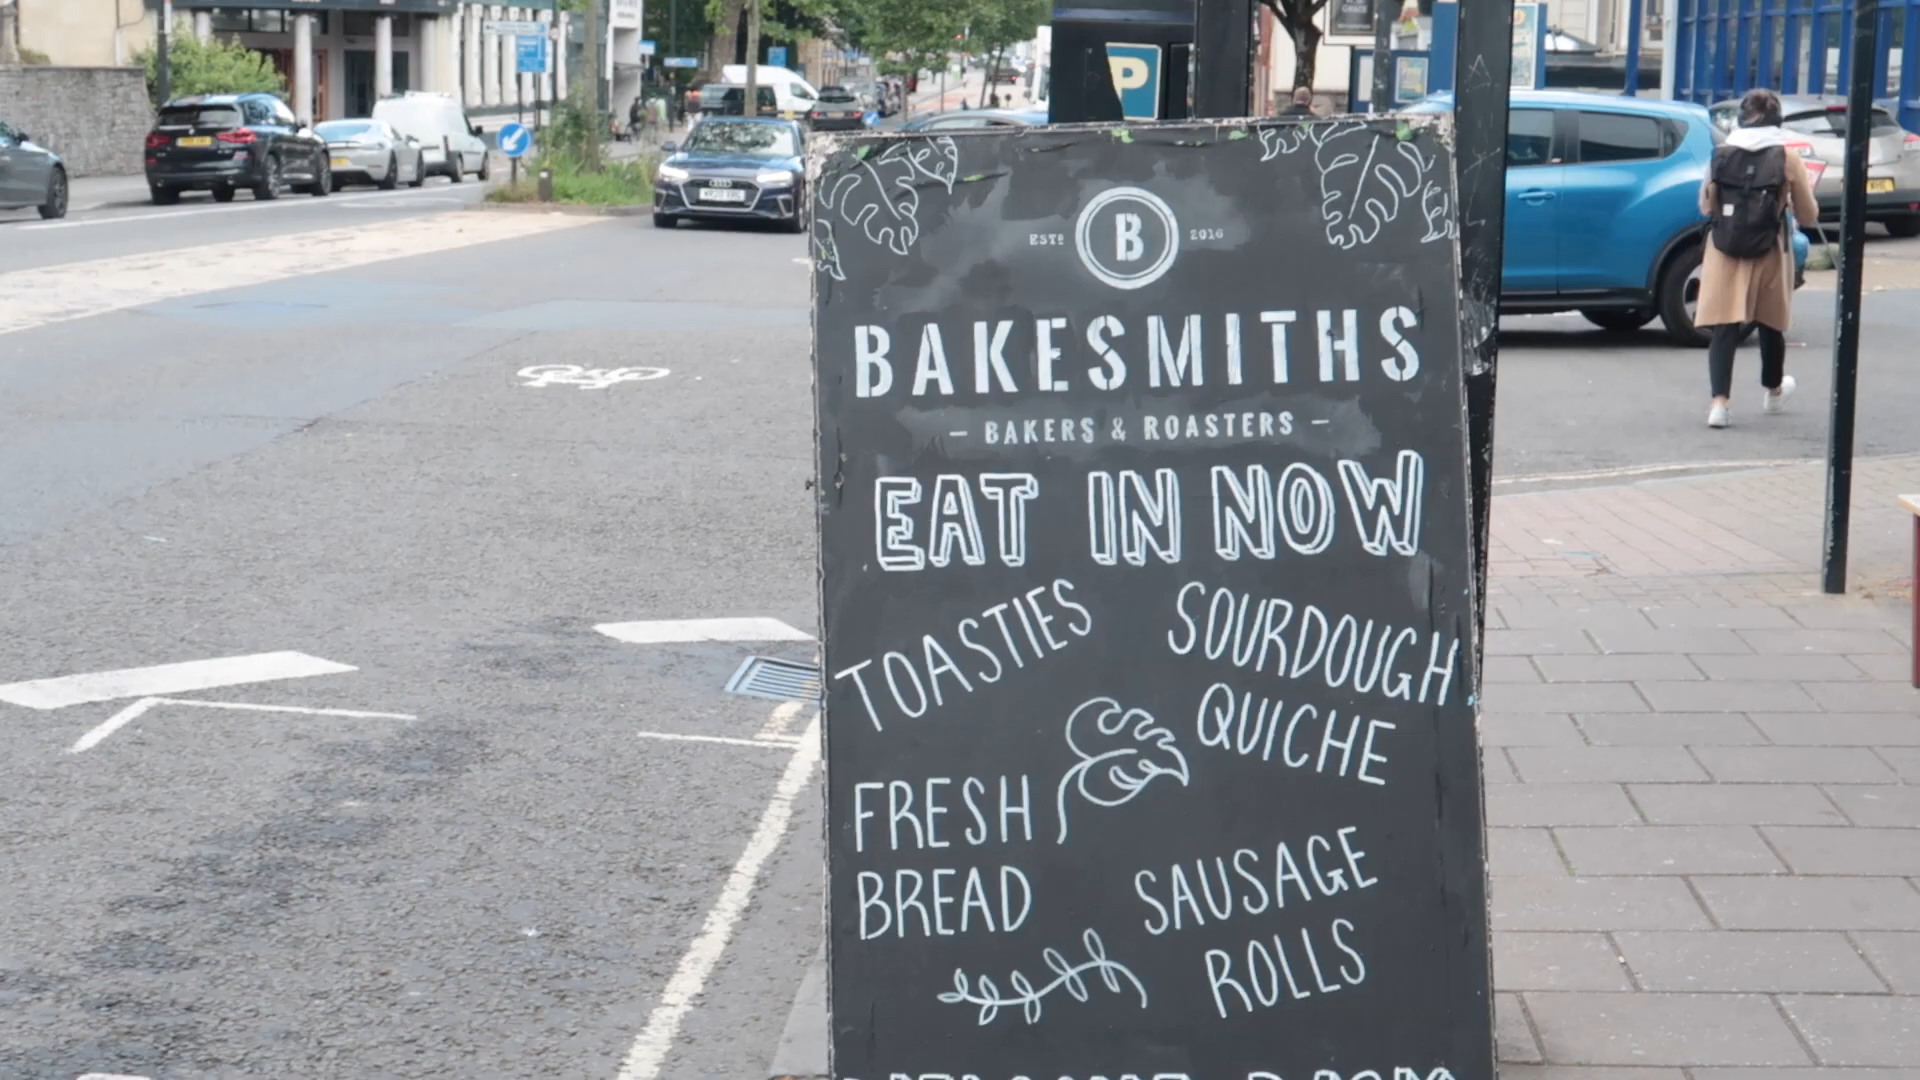 P
ESTD B 2016
BAKESMITHS
- BAKERS & ROASTERS -
EAT IN NOW
TOASTIES
SOURDOUGH
QUICHE
FRESH
BREAD
SAUSAGE
ROLLS